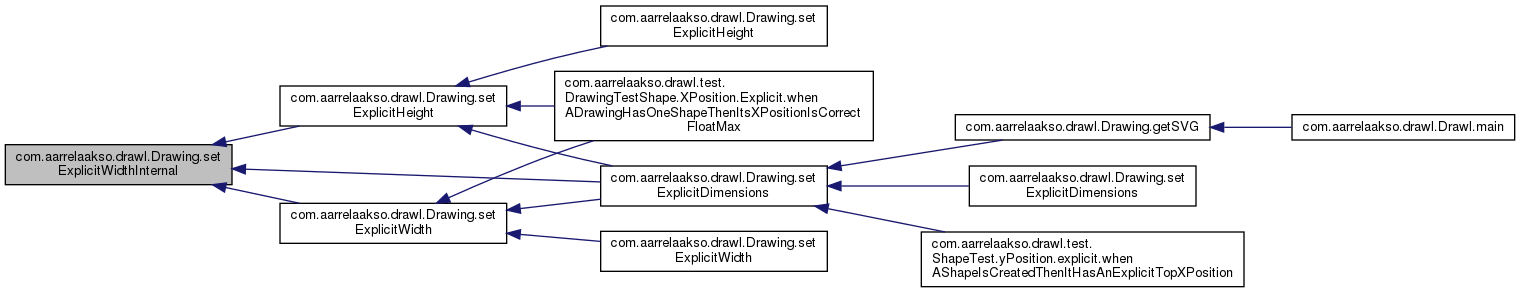 com.aarrelaakso.drawl.Drawing.set
ExplicitWidthInternal
com.aarrelaakso.drawl.Drawing.set
ExplicitHeight
com.aarrelaakso.drawl.Drawing.set
ExplicitWidth
com.aarrelaakso.drawl.Drawing.set
ExplicitHeight
com.aarrelaakso.drawl.test.
DrawingTestShape.XPosition.Explicit.when
ADrawingHasOneShapeThenItsXPositionIsCorrect
FloatMax
com.aarrelaakso.drawl.Drawing.set
ExplicitDimensions
com.aarrelaakso.drawl.Drawing.set
ExplicitWidth
com.aarrelaakso.drawl.Drawing.getSVG
com.aarrelaakso.drawl.Drawing.set
ExplicitDimensions
com.aarrelaakso.drawl.test.
ShapeTest.yPosition.explicit.when
AShapeIsCreatedThenItHasAnExplicitTopXPosition
com.aarrelaakso.drawl.Drawl.main